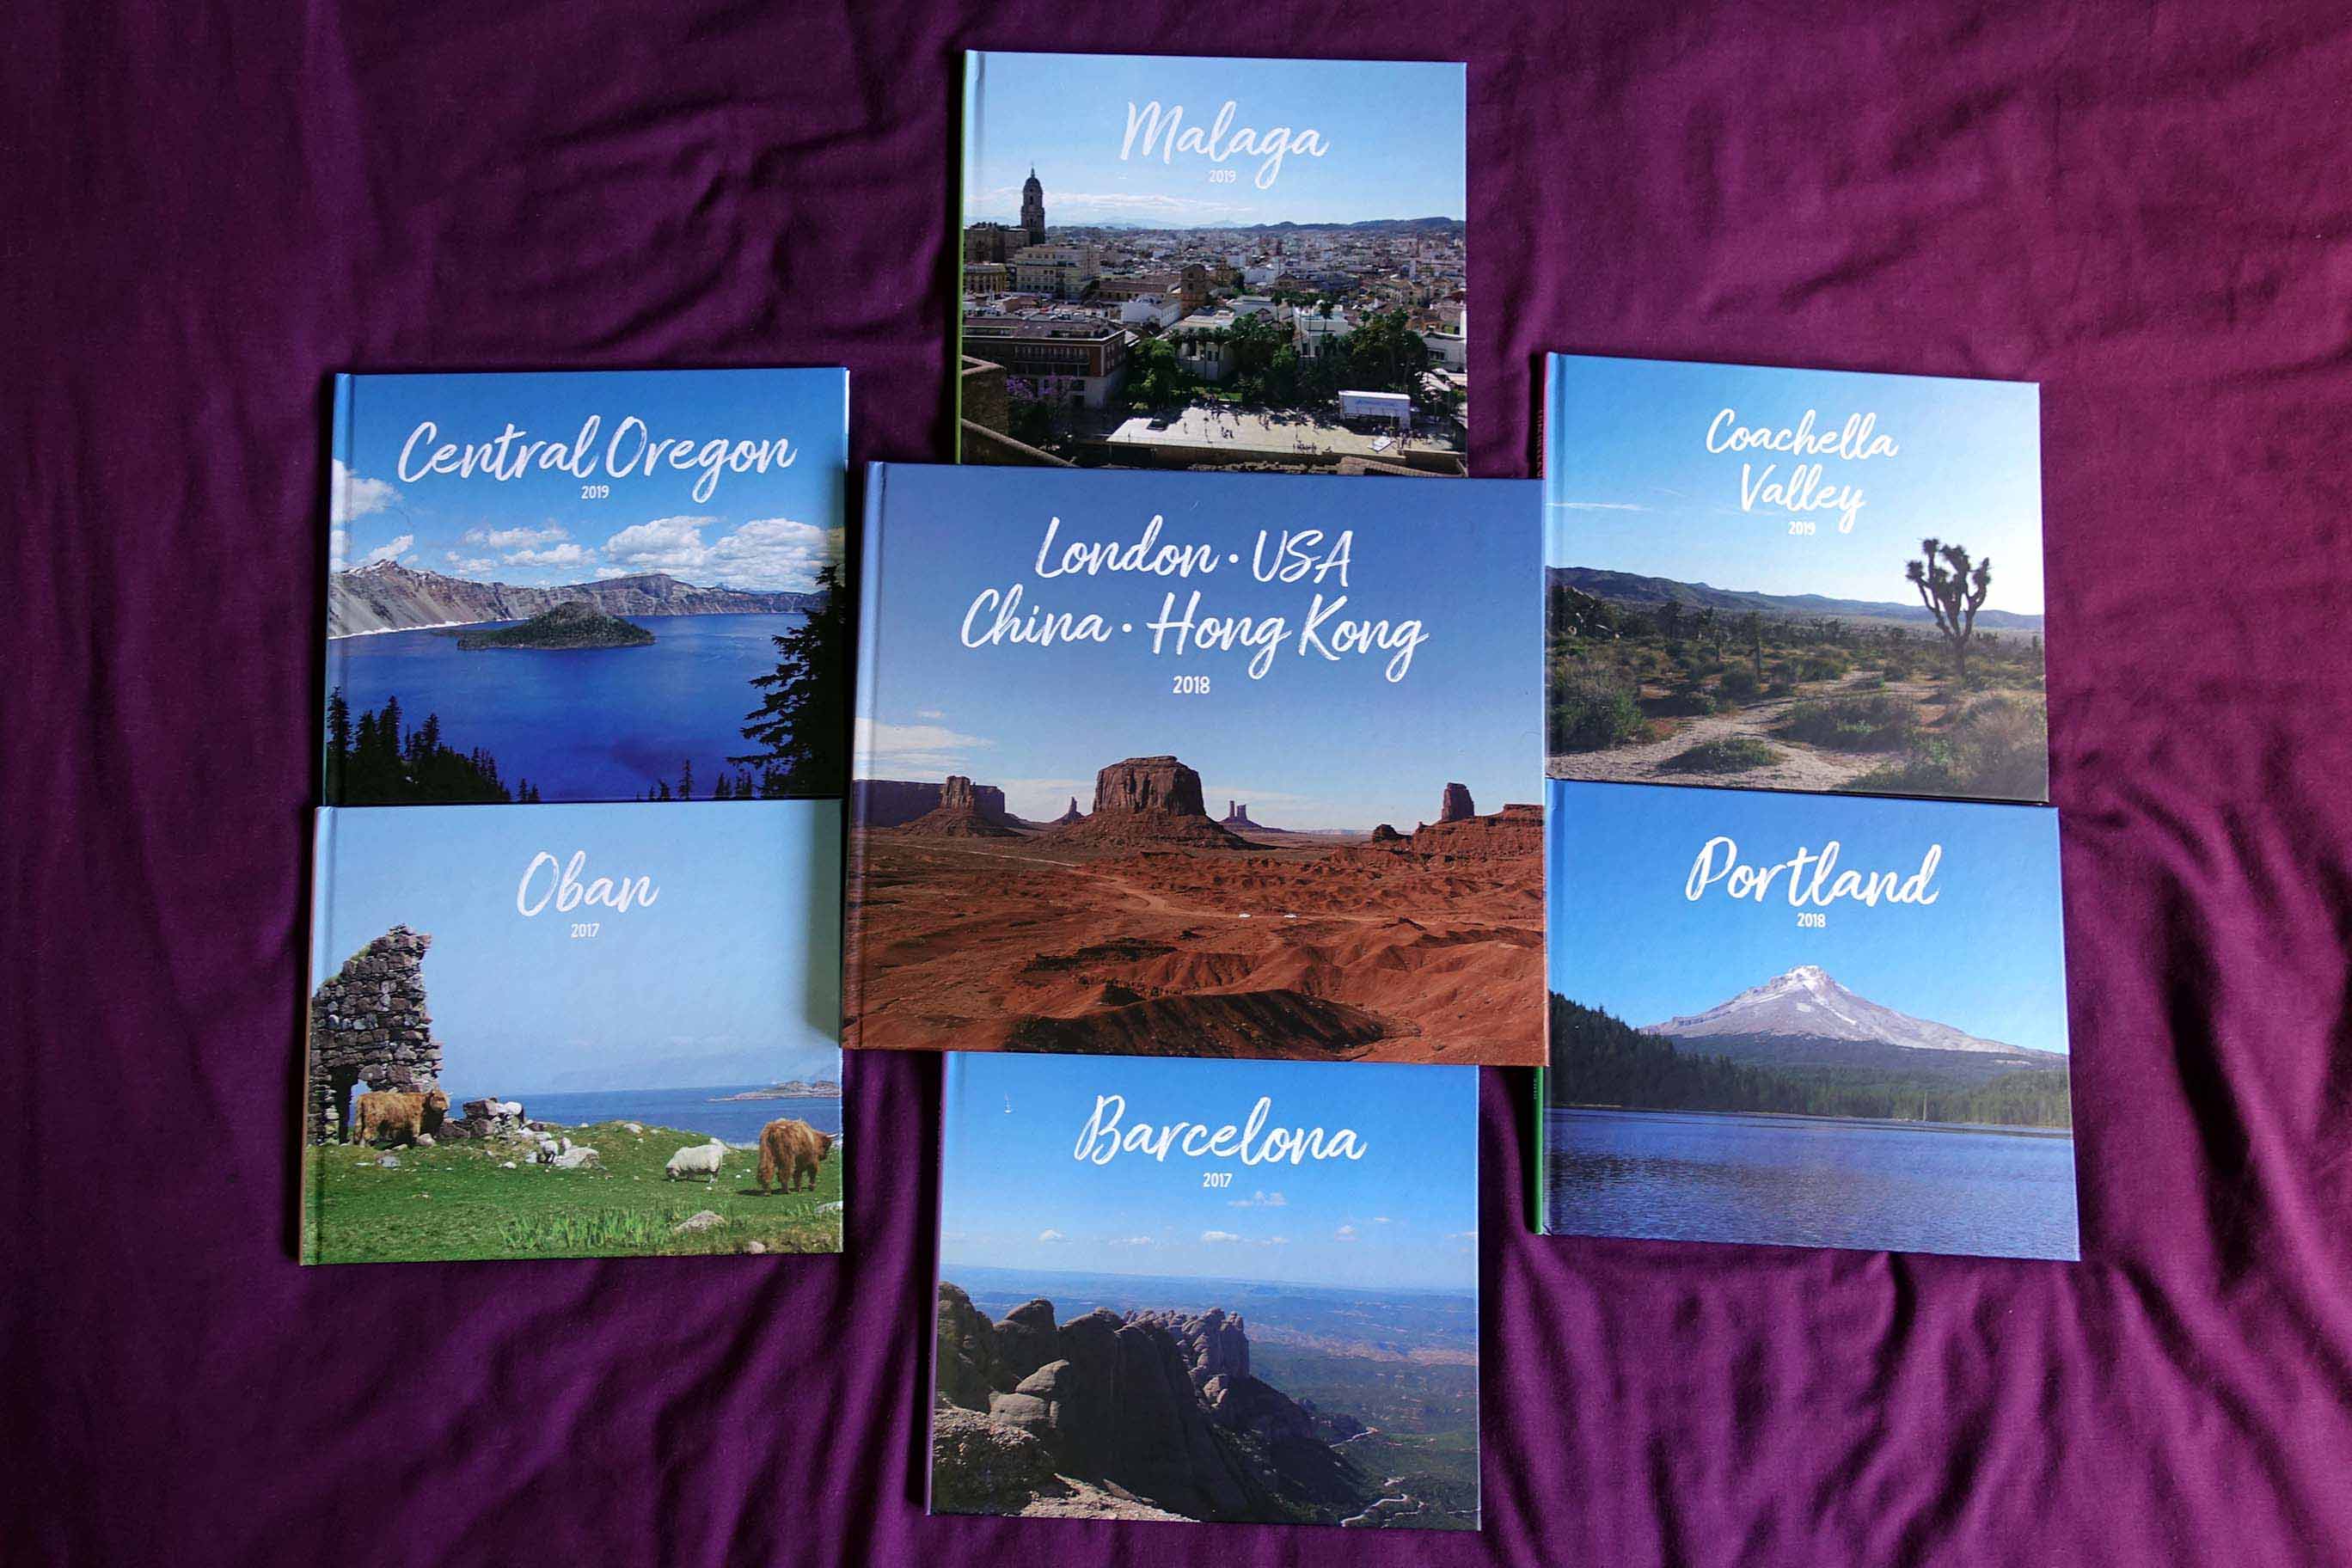 Malaga
2019
Central Oregon
2019
Coachella
Valley
2019
London · USA
China · Hong Kong
2018
Oban
2017
Portland
2018
Barcelona
2017